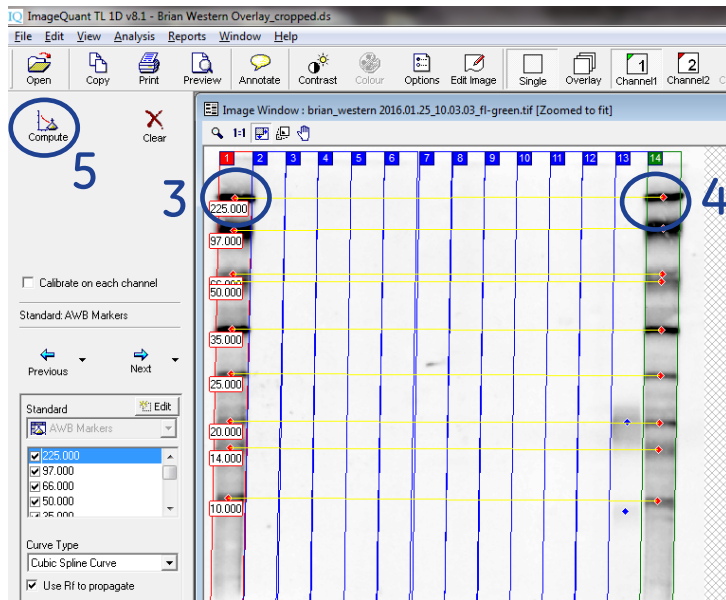 IQ ImageQuant TL 1D v8.1 - Brian Western Overlay_cropped.ds
File Edit View Analysis Reports Window Help
Open Copy Print Preview Annotate Contrast Colour Options Edit Image Single Overlay Channel1 Channel2
Compute Clear
5
Image Window : brian_western 2016.01.25_10.03.03_fl-green.tif [Zoomed to fit]
1:1
1 2 3 4 5 6 7 8 9 10 11 12 13 14
3
4
225.000
97.000
66.000
50.000
35.000
25.000
20.000
14.000
10.000
Calibrate on each channel
Standard: AWB Markers
Previous Next
Standard Edit
AWB Markers
225.000
97.000
66.000
50.000
35.000
Curve Type
Cubic Spline Curve
Use Rf to propagate